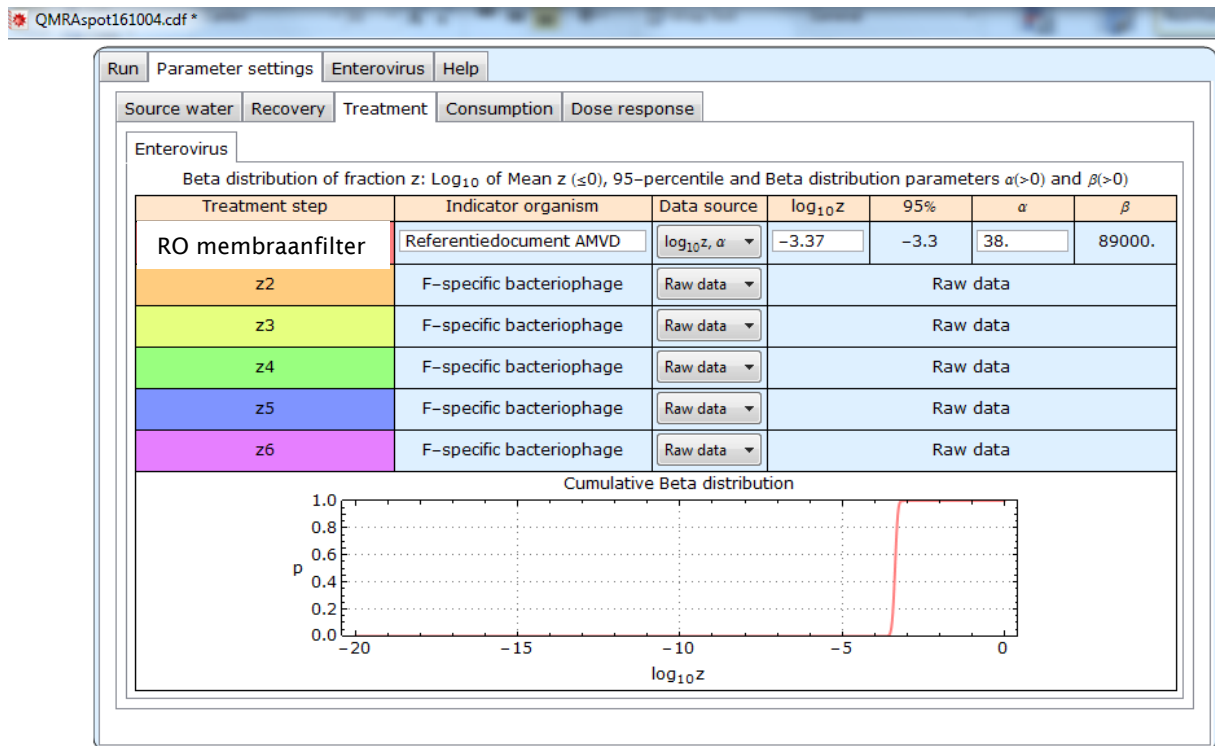 QMRAspot161004.cdf *
Run Parameter settings Enterovirus Help
Source water Recovery Treatment Consumption Dose response
Enterovirus
Beta distribution of fraction z: Log₁₀ of Mean z (≤0), 95–percentile and Beta distribution parameters α(>0) and β(>0)
Treatment step Indicator organism Data source log₁₀z 95% α β
RO membraanfilter Referentiedocument AMVD log₁₀z, α −3.37 −3.3 38. 89000.
z2 F–specific bacteriophage Raw data Raw data
z3 F–specific bacteriophage Raw data Raw data
z4 F–specific bacteriophage Raw data Raw data
z5 F–specific bacteriophage Raw data Raw data
z6 F–specific bacteriophage Raw data Raw data
Cumulative Beta distribution
1.0
0.8
0.6
p
0.4
0.2
0.0
−20 −15 −10 −5 0
log₁₀z